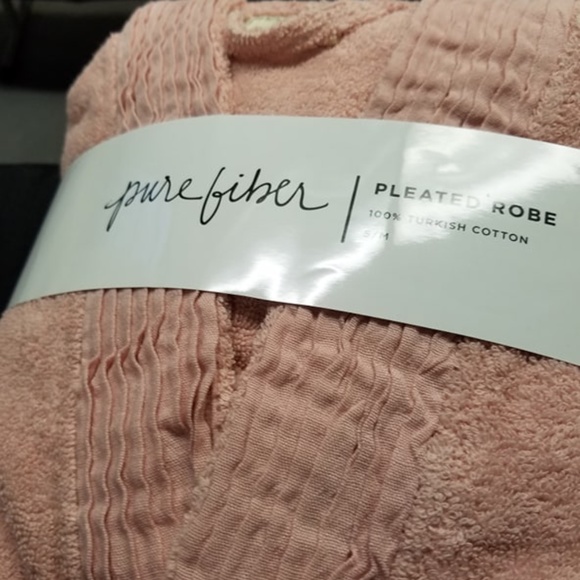 pure fiber
PLEATED ROBE
100% TURKISH COTTON
S/M